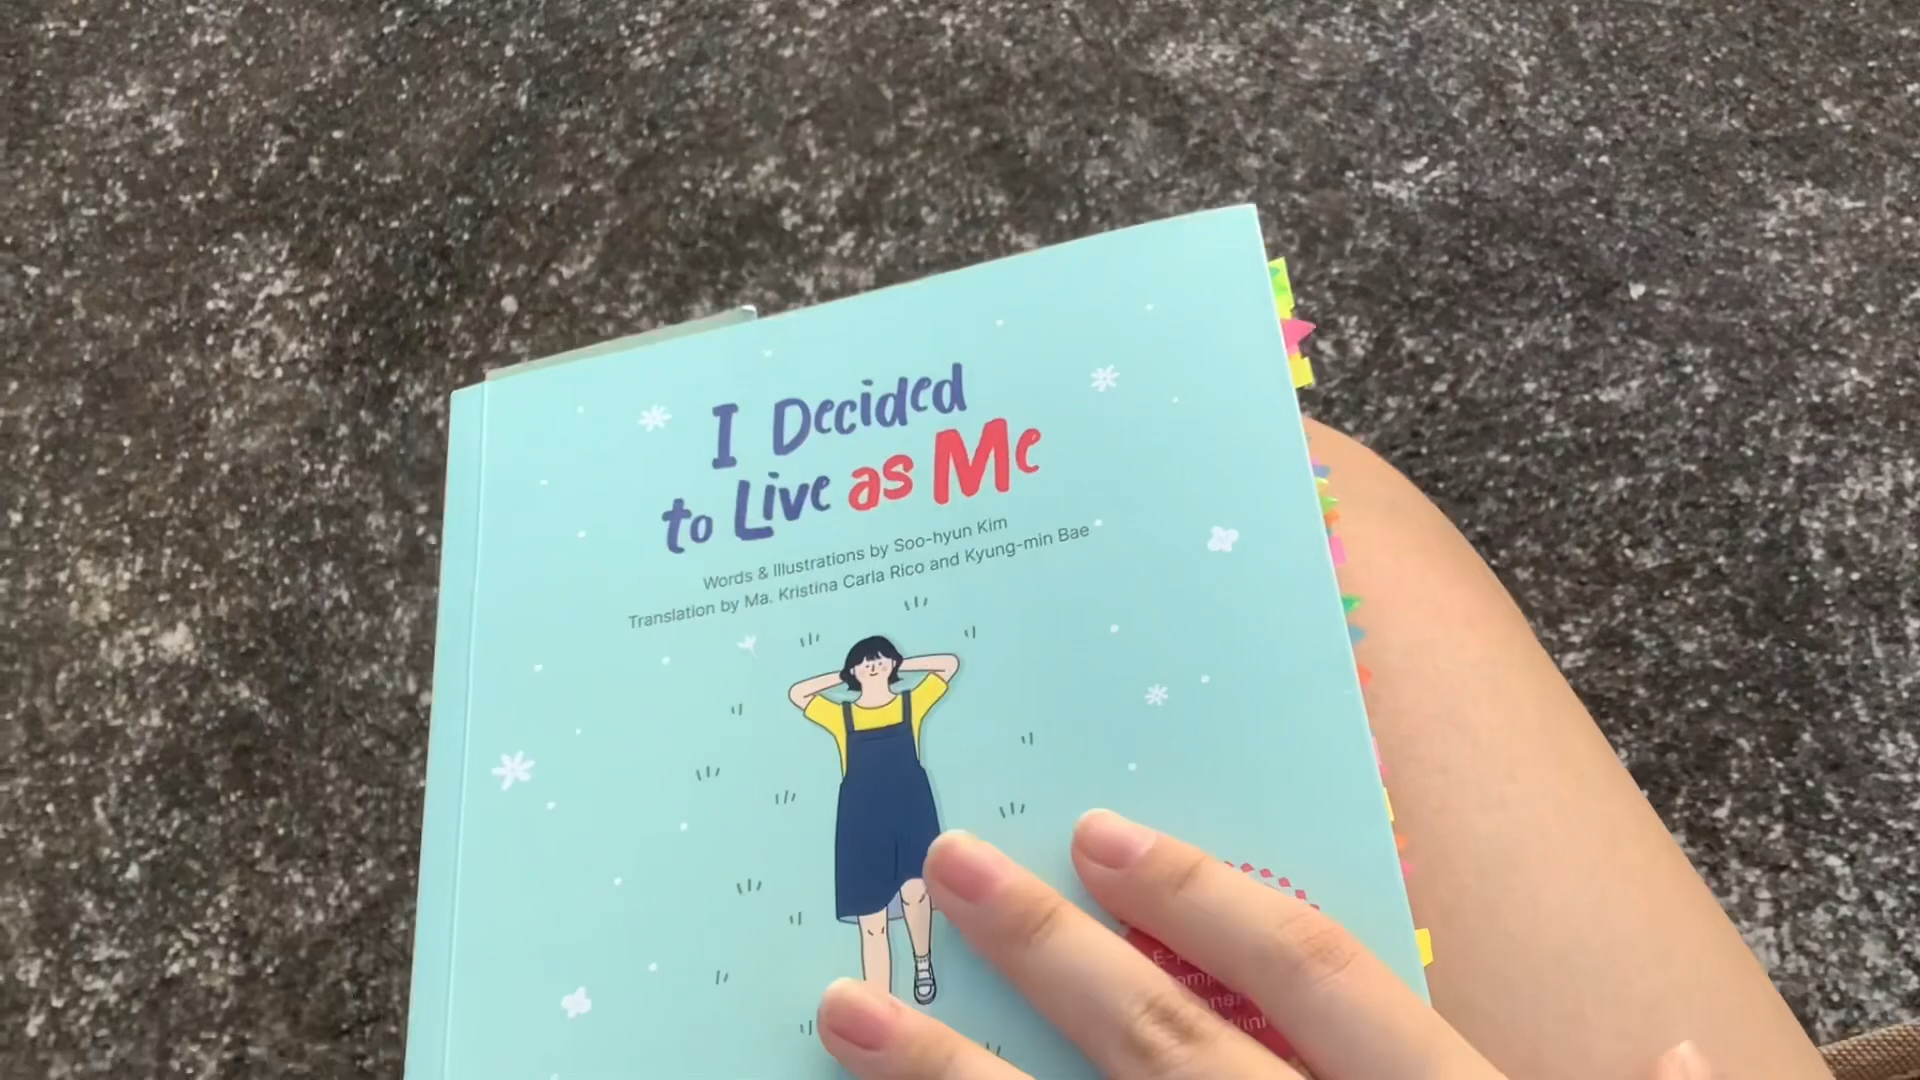 I Decided
to Live as Me
Words & Illustrations by Soo-hyun Kim
Translation by Ma. Kristina Carla Rico and Kyung-min Bae